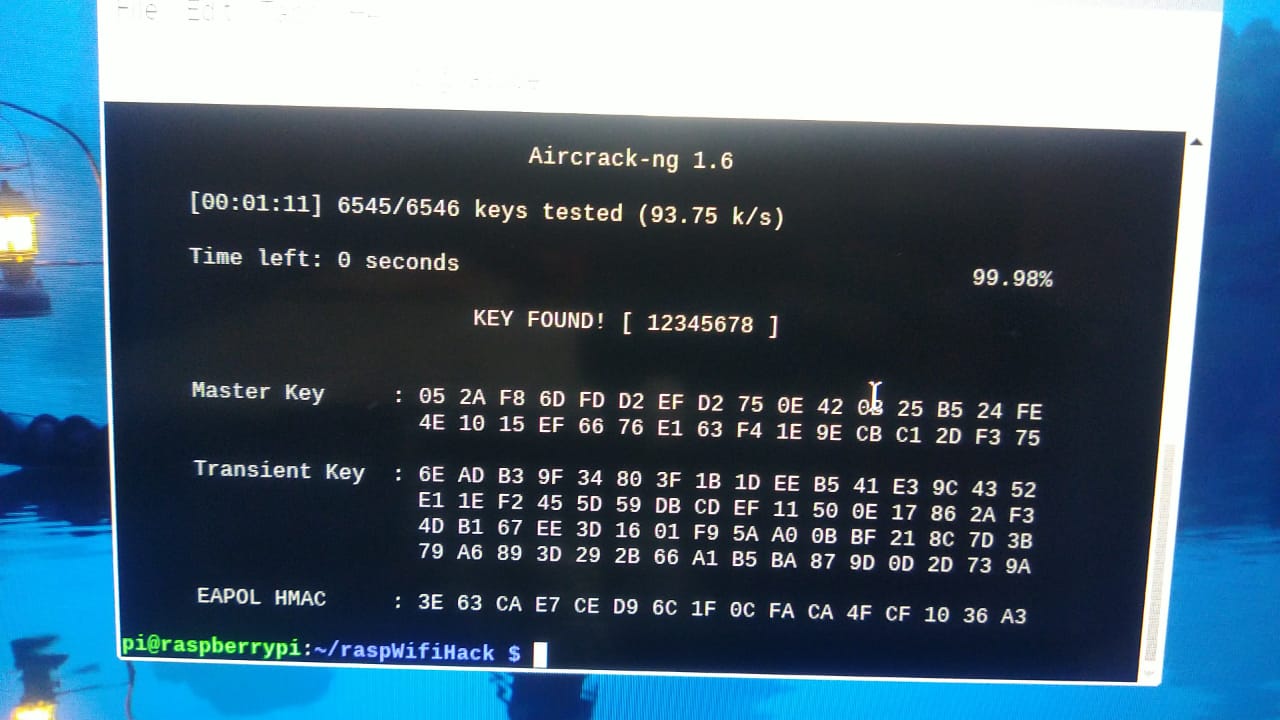 File Edit
Aircrack-ng 1.6
[00:01:11] 6545/6546 keys tested (93.75 k/s)
Time left: 0 seconds 99.98%
KEY FOUND! [ 12345678 ]
Master Key : 05 2A F8 6D FD D2 EF D2 75 0E 42 0B 25 B5 24 FE
4E 10 15 EF 66 76 E1 63 F4 1E 9E CB C1 2D F3 75
Transient Key : 6E AD B3 9F 34 80 3F 1B 1D EE B5 41 E3 9C 43 52
E1 1E F2 45 5D 59 DB CD EF 11 50 0E 17 86 2A F3
4D B1 67 EE 3D 16 01 F9 5A A0 0B BF 21 8C 7D 3B
79 A6 89 3D 29 2B 66 A1 B5 BA 87 9D 0D 2D 73 9A
EAPOL HMAC : 3E 63 CA E7 CE D9 6C 1F 0C FA CA 4F CF 10 36 A3
pi@raspberrypi:~/raspWifiHack $